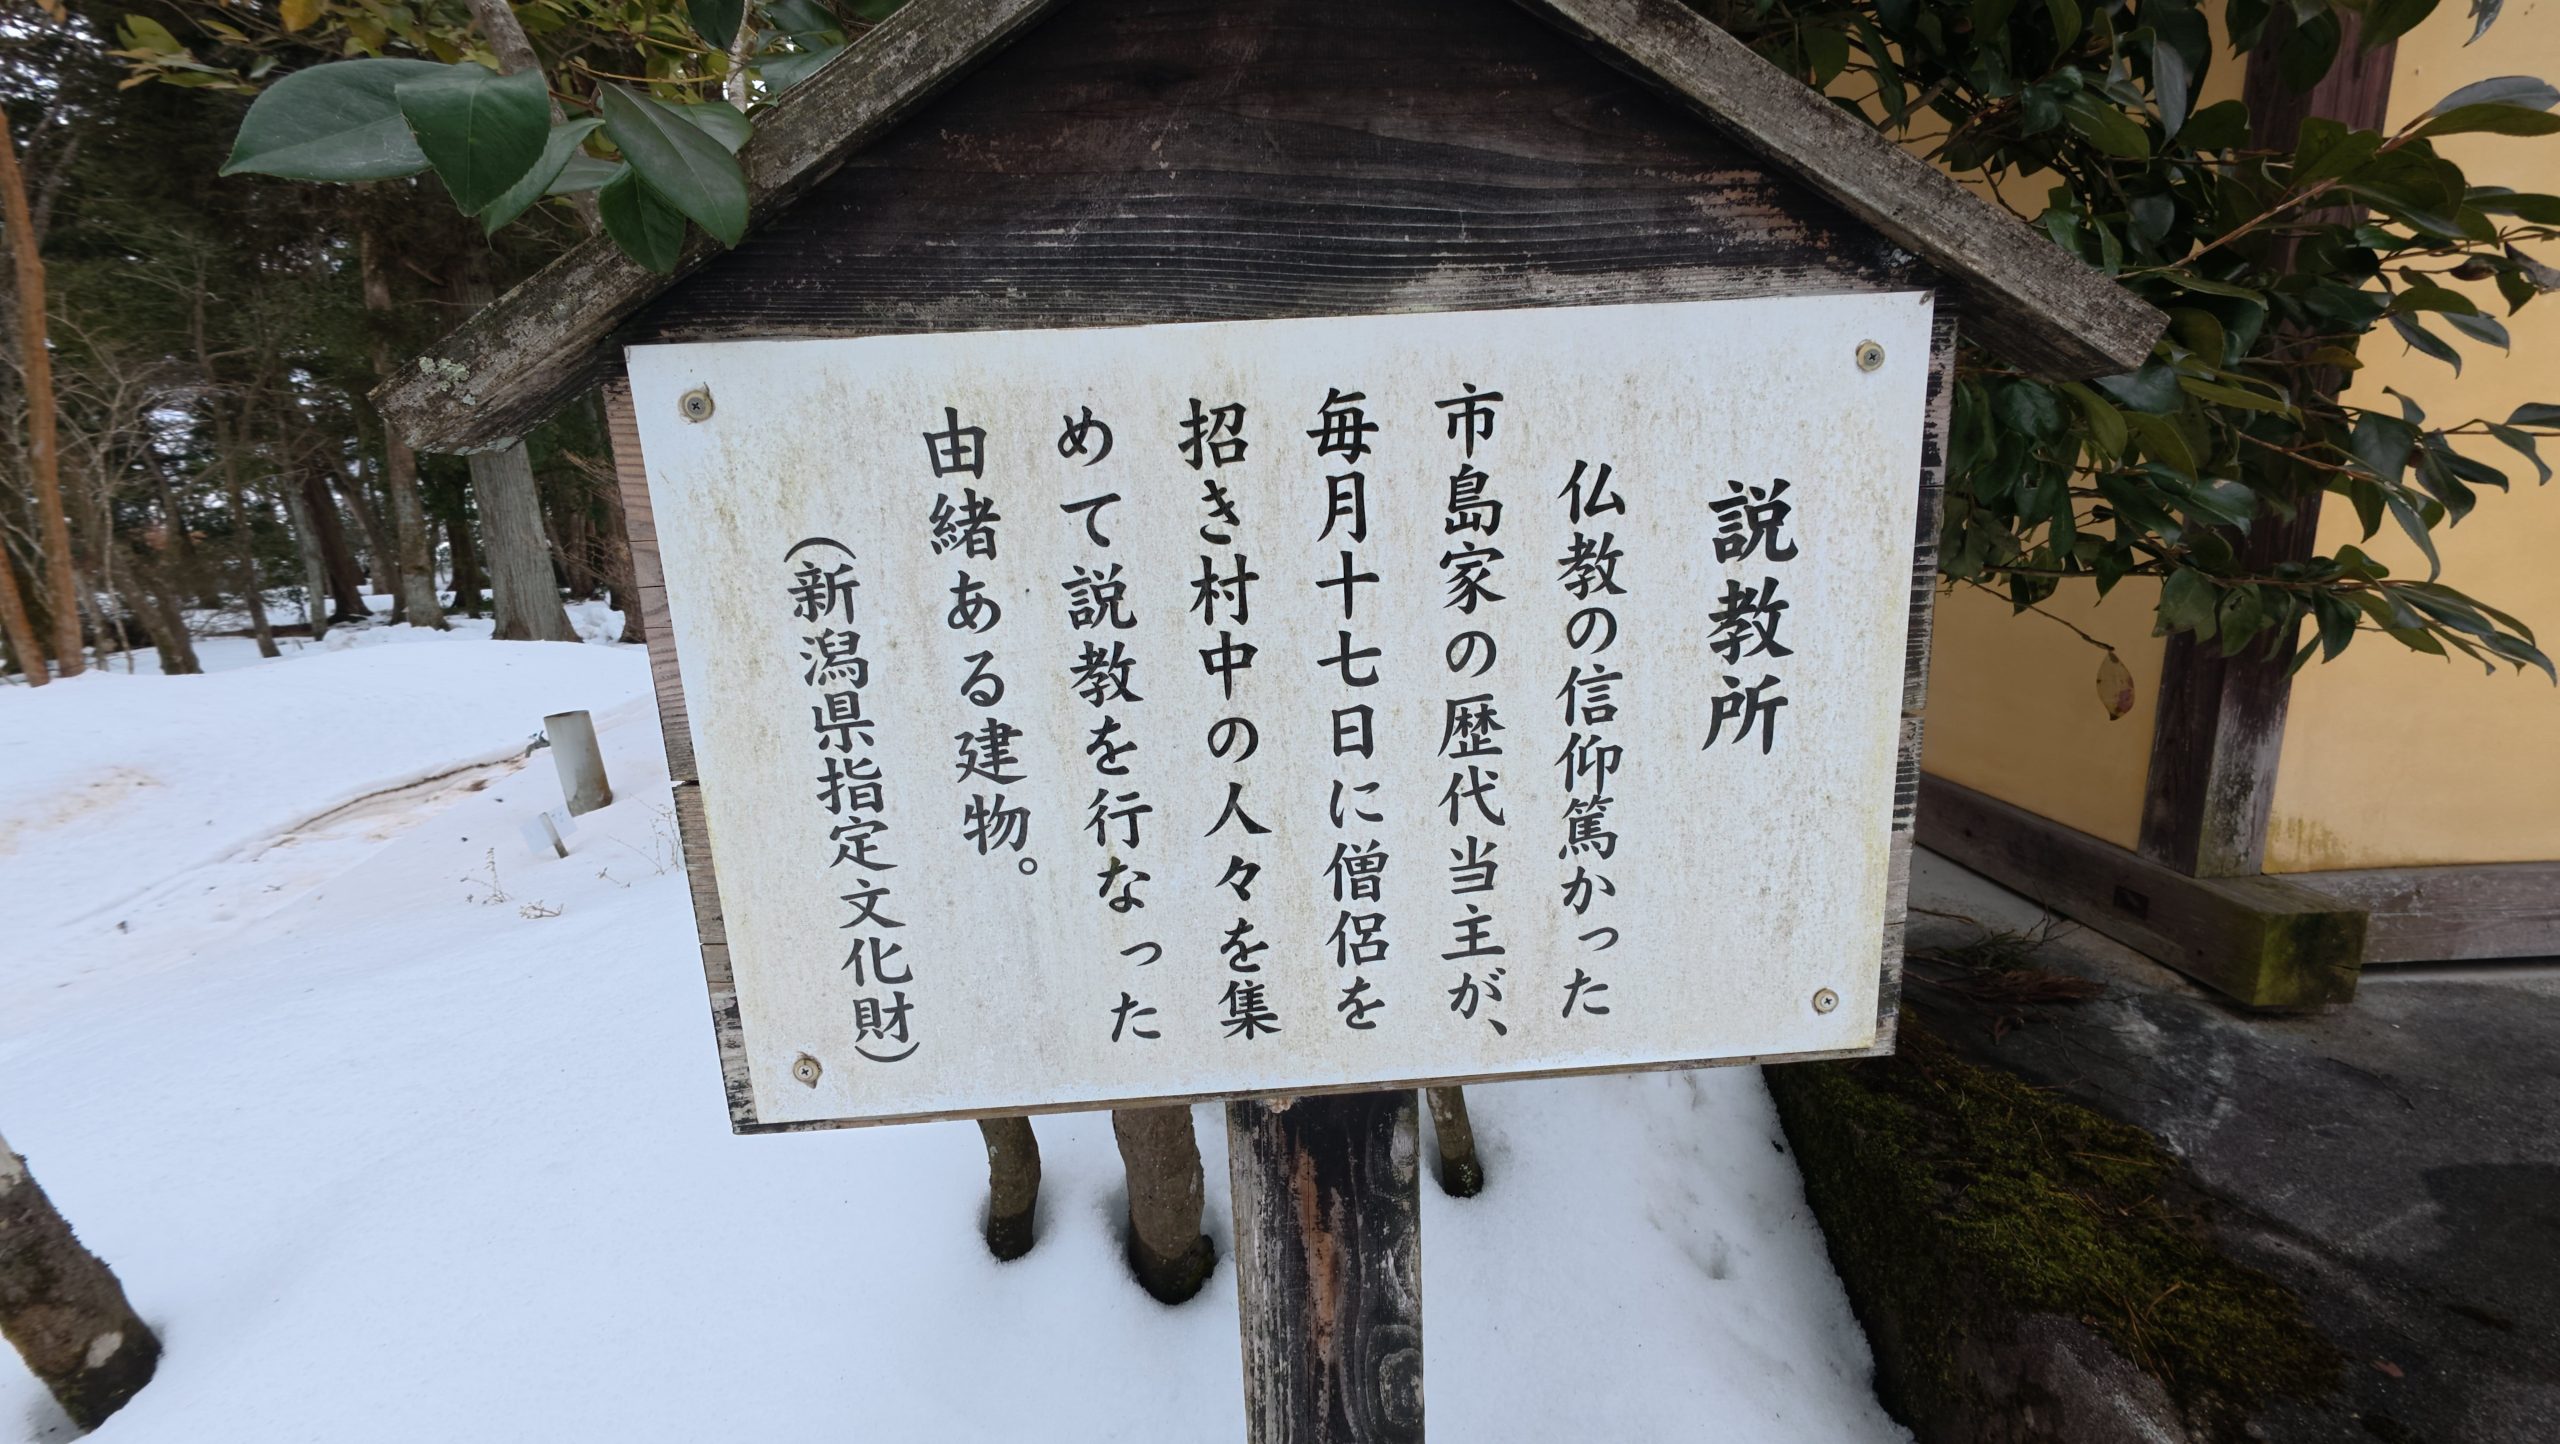 説教所
仏教の信仰篤かった
市島家の歴代当主が、
毎月十七日に僧侶を
招き村中の人々を集
めて説教を行なった
由緒ある建物。
（新潟県指定文化財）